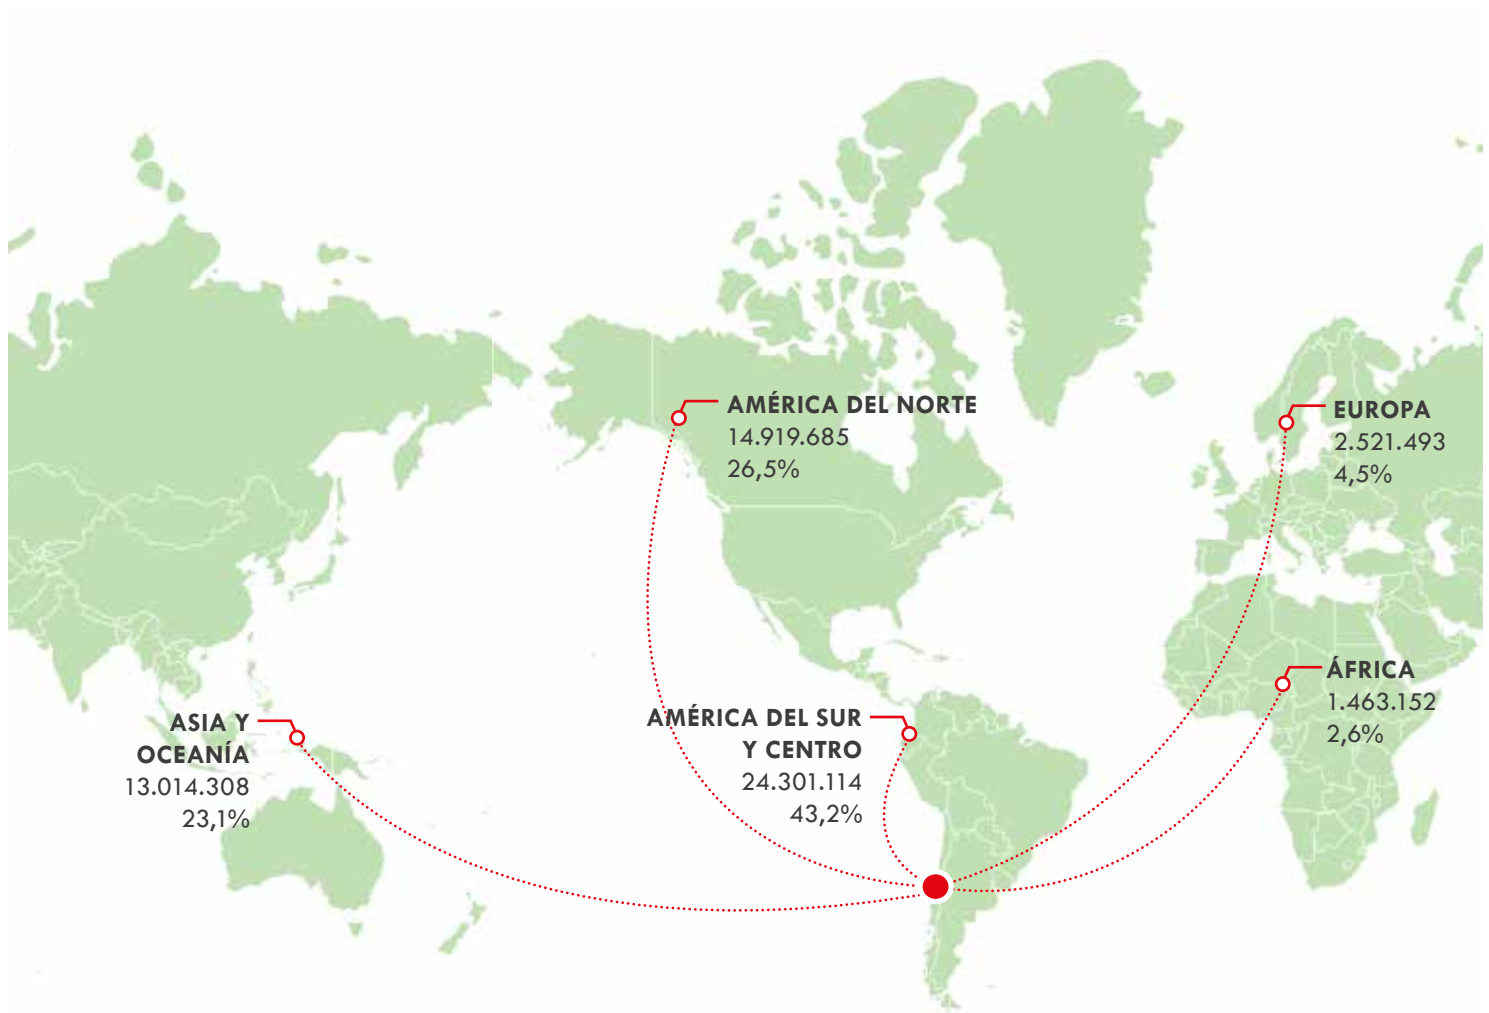 AMÉRICA DEL NORTE
14.919.685
26,5%
EUROPA
2.521.493
4,5%
ÁFRICA
1.463.152
2,6%
ASIA Y
OCEANÍA
13.014.308
23,1%
AMÉRICA DEL SUR
Y CENTRO
24.301.114
43,2%